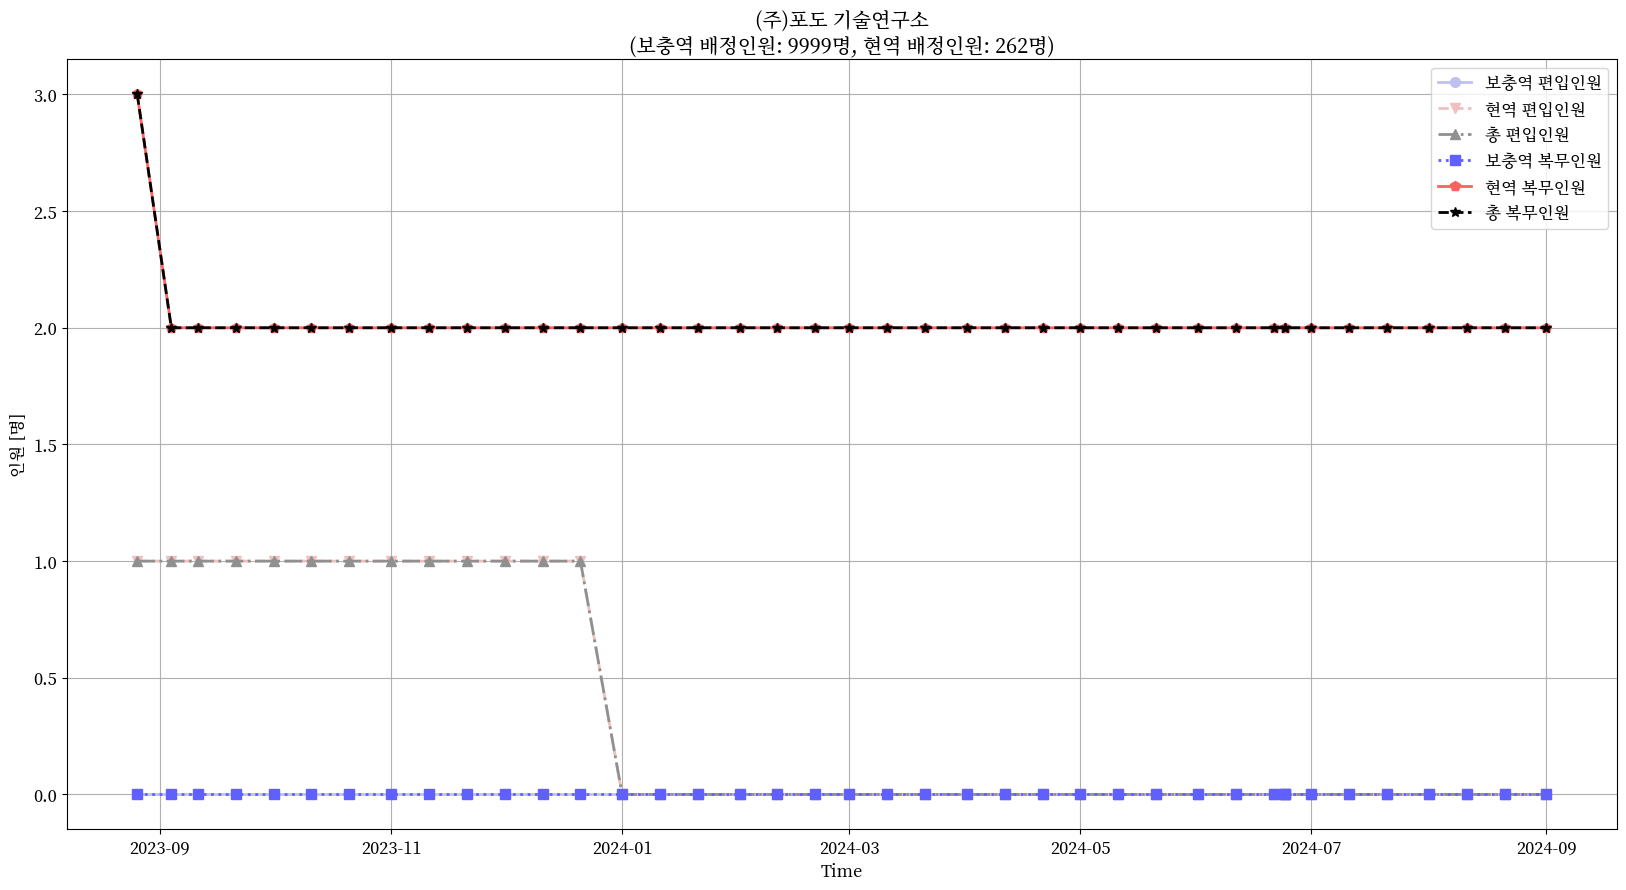 (주)포도 기술연구소
(보충역 배정인원: 9999명, 현역 배정인원: 262명)
보충역 편입인원
현역 편입인원
총 편입인원
보충역 복무인원
현역 복무인원
총 복무인원
3.0
2.5
2.0
1.5
1.0
0.5
0.0
인원 [명]
2023-09 2023-11 2024-01 2024-03 2024-05 2024-07 2024-09
Time